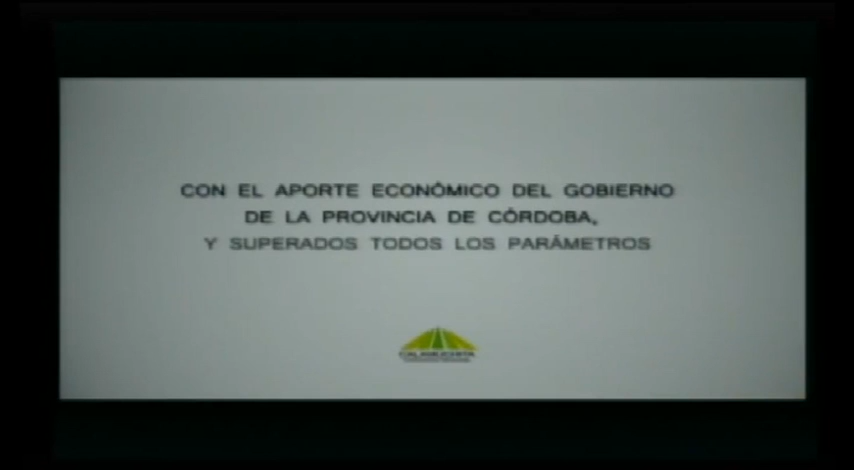 CON EL APORTE ECONÓMICO DEL GOBIERNO
DE LA PROVINCIA DE CÓRDOBA,
Y SUPERADOS TODOS LOS PARÁMETROS